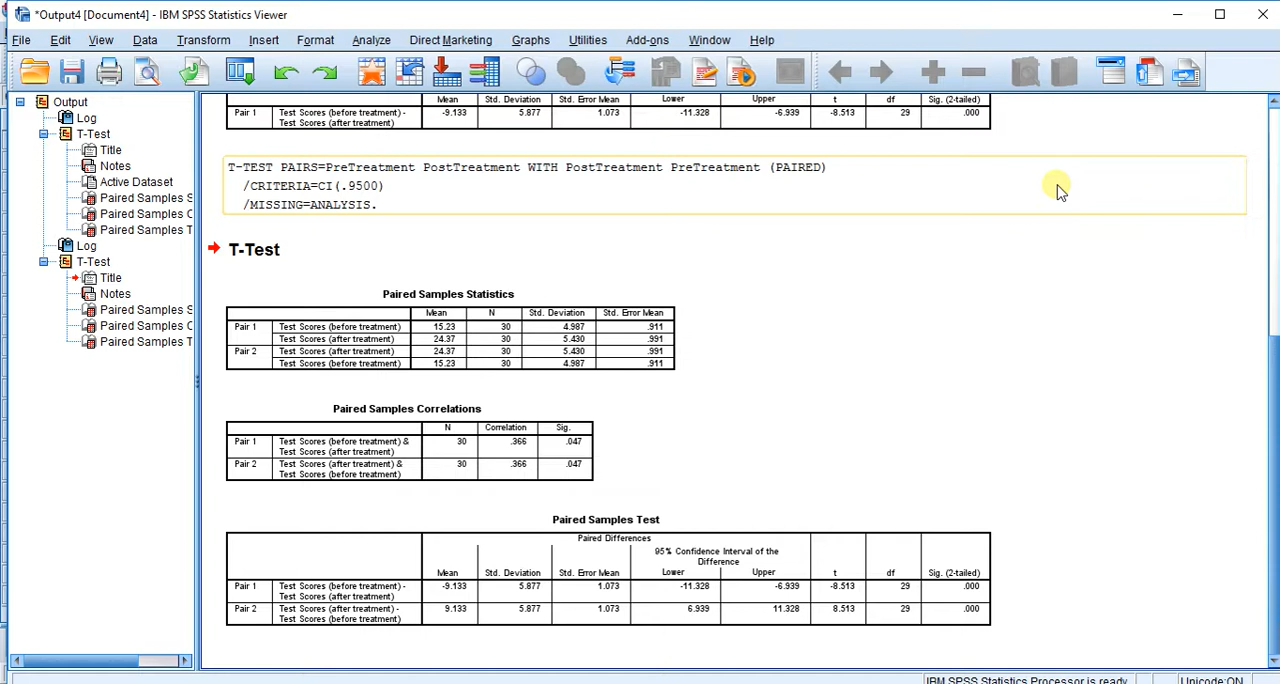 *Output4 [Document4] - IBM SPSS Statistics Viewer
File Edit View Data Transform Insert Format Analyze Direct Marketing Graphs Utilities Add-ons Window Help
Output
Log
T-Test
Title
Notes
Active Dataset
Paired Samples S
Paired Samples C
Paired Samples T
Log
T-Test
Title
Notes
Paired Samples S
Paired Samples C
Paired Samples T
Mean Std. Deviation Std. Error Mean Lower Upper t df Sig. (2-tailed)
Pair 1 Test Scores (before treatment) - -9.133 5.877 1.073 -11.328 -6.939 -8.513 29 .000
Test Scores (after treatment)
T-TEST PAIRS=PreTreatment PostTreatment WITH PostTreatment PreTreatment (PAIRED)
/CRITERIA=CI(.9500)
/MISSING=ANALYSIS.
T-Test
Paired Samples Statistics
Mean N Std. Deviation Std. Error Mean
Pair 1 Test Scores (before treatment) 15.23 30 4.987 .911
Test Scores (after treatment) 24.37 30 5.430 .991
Pair 2 Test Scores (after treatment) 24.37 30 5.430 .991
Test Scores (before treatment) 15.23 30 4.987 .911
Paired Samples Correlations
N Correlation Sig.
Pair 1 Test Scores (before treatment) & 30 .366 .047
Test Scores (after treatment)
Pair 2 Test Scores (after treatment) & 30 .366 .047
Test Scores (before treatment)
Paired Samples Test
Paired Differences
95% Confidence Interval of the
Difference
Mean Std. Deviation Std. Error Mean Lower Upper t df Sig. (2-tailed)
Pair 1 Test Scores (before treatment) - -9.133 5.877 1.073 -11.328 -6.939 -8.513 29 .000
Test Scores (after treatment)
Pair 2 Test Scores (after treatment) - 9.133 5.877 1.073 6.939 11.328 8.513 29 .000
Test Scores (before treatment)
IBM SPSS Statistics Processor is ready Unicode:ON